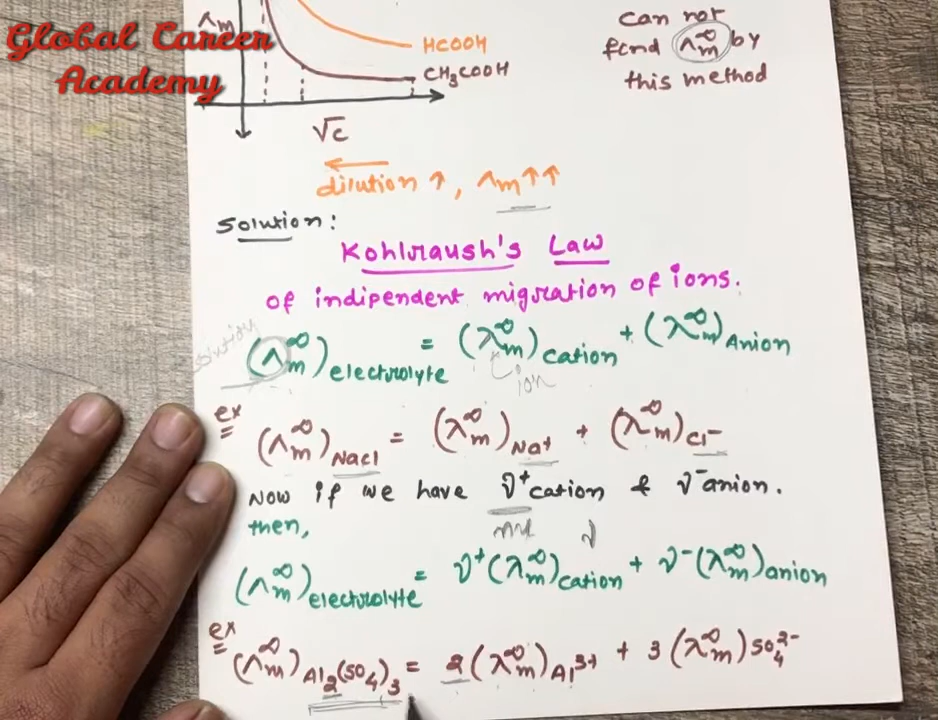 Λm
Global Career
Academy
HCOOH
CH₃COOH
√c
can not
find Λm^∞ by
this method
dilution ↑, Λm↑↑
Solution:
Kohlraush's Law
of indipendent migration of ions.
(Λm^∞) electrolyte = (λm^∞) cation + (λm^∞) Anion
ion
ex
(Λm^∞) NaCl = (λm^∞) Na⁺ + (λm^∞) Cl⁻
Now if we have ν⁺ cation & ν⁻ anion.
then,
(Λm^∞) electrolyte = ν⁺(λm^∞) cation + ν⁻(λm^∞) anion
ex
(Λm^∞) Al₂(SO₄)₃ = 2(λm^∞) Al³⁺ + 3(λm^∞) SO₄²⁻